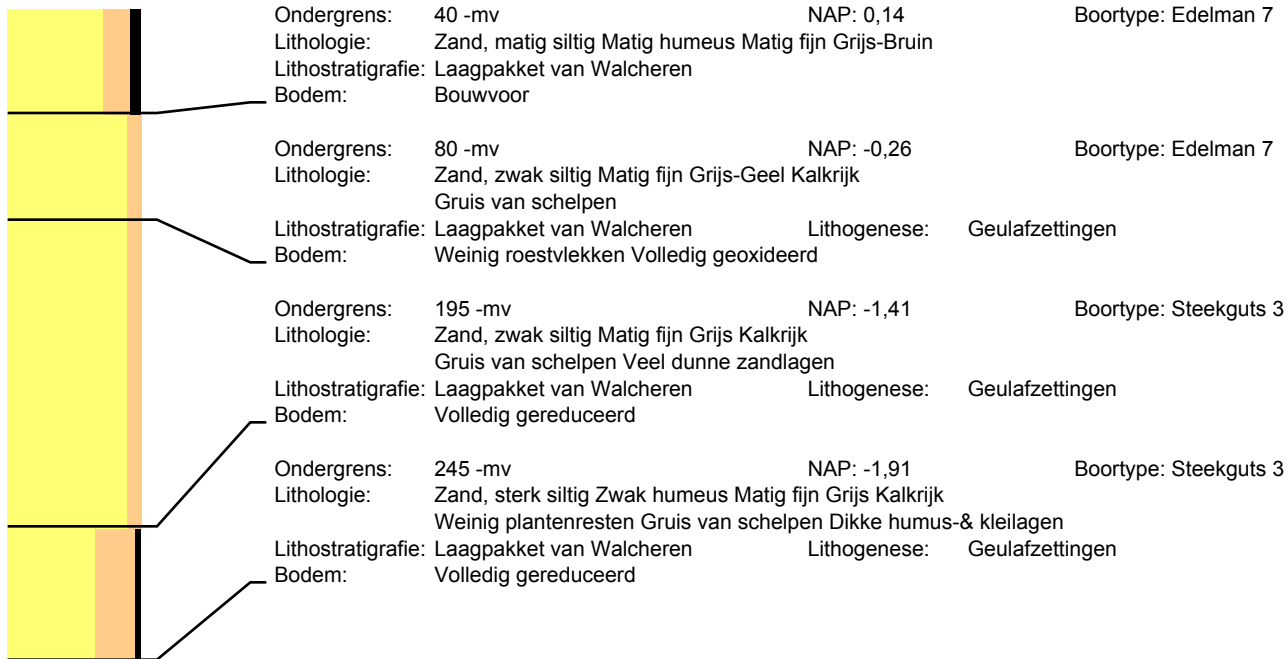 Ondergrens: 40 -mv NAP: 0,14 Boortype: Edelman 7
Lithologie: Zand, matig siltig Matig humeus Matig fijn Grijs-Bruin
Lithostratigrafie: Laagpakket van Walcheren
Bodem: Bouwvoor
Ondergrens: 80 -mv NAP: -0,26 Boortype: Edelman 7
Lithologie: Zand, zwak siltig Matig fijn Grijs-Geel Kalkrijk
Gruis van schelpen
Lithostratigrafie: Laagpakket van Walcheren Lithogenese: Geulafzettingen
Bodem: Weinig roestvlekken Volledig geoxideerd
Ondergrens: 195 -mv NAP: -1,41 Boortype: Steekguts 3
Lithologie: Zand, zwak siltig Matig fijn Grijs Kalkrijk
Gruis van schelpen Veel dunne zandlagen
Lithostratigrafie: Laagpakket van Walcheren Lithogenese: Geulafzettingen
Bodem: Volledig gereduceerd
Ondergrens: 245 -mv NAP: -1,91 Boortype: Steekguts 3
Lithologie: Zand, sterk siltig Zwak humeus Matig fijn Grijs Kalkrijk
Weinig plantenresten Gruis van schelpen Dikke humus-& kleilagen
Lithostratigrafie: Laagpakket van Walcheren Lithogenese: Geulafzettingen
Bodem: Volledig gereduceerd